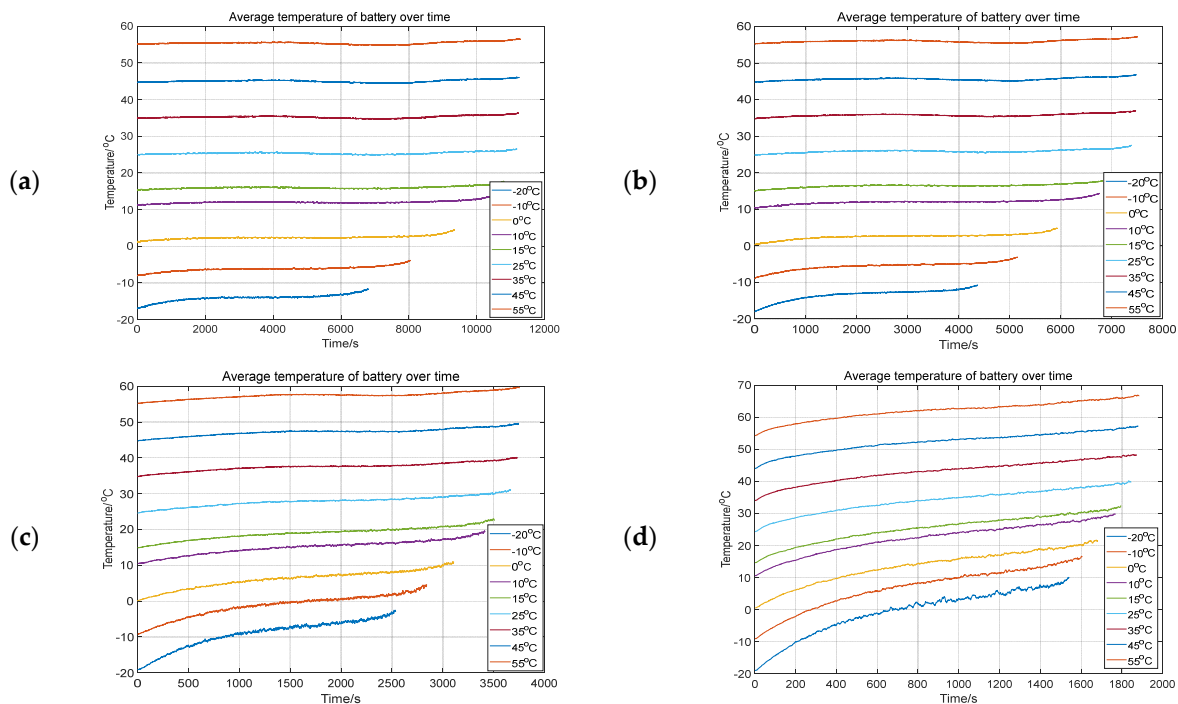 (a)
Average temperature of battery over time
Temperature/°C
60
50
40
30
20
10
0
-10
-20
0 2000 4000 6000 8000 10000 12000
Time/s
-20°C
-10°C
0°C
10°C
15°C
25°C
35°C
45°C
55°C
(b)
Average temperature of battery over time
Temperature/°C
60
50
40
30
20
10
0
-10
-20
0 1000 2000 3000 4000 5000 6000 7000 8000
Time/s
-20°C
-10°C
0°C
10°C
15°C
25°C
35°C
45°C
55°C
(c)
Average temperature of battery over time
Temperature/°C
60
50
40
30
20
10
0
-10
-20
0 500 1000 1500 2000 2500 3000 3500 4000
Time/s
-20°C
-10°C
0°C
10°C
15°C
25°C
35°C
45°C
55°C
(d)
Average temperature of battery over time
Temperature/°C
70
60
50
40
30
20
10
0
-10
-20
0 200 400 600 800 1000 1200 1400 1600 1800 2000
Time/s
-20°C
-10°C
0°C
10°C
15°C
25°C
35°C
45°C
55°C